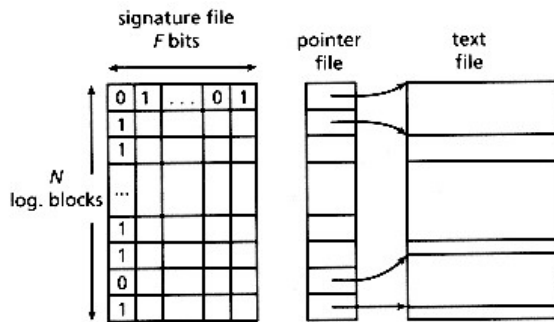 signature file
F bits
pointer
file
text
file
0 1 ... 0 1
1
1
N
log. blocks
...
1
1
0
1